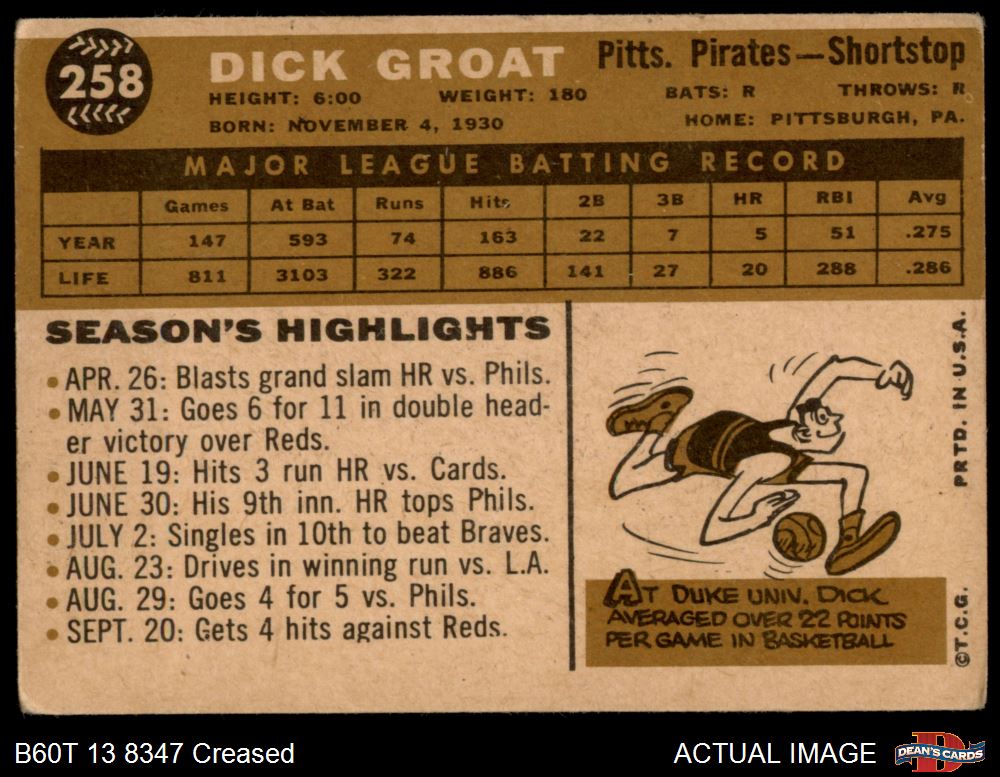 258
DICK GROAT
Pitts. Pirates—Shortstop
HEIGHT: 6:00 WEIGHT: 180 BATS: R THROWS: R
BORN: NOVEMBER 4, 1930 HOME: PITTSBURGH, PA.
MAJOR LEAGUE BATTING RECORD
Games At Bat Runs Hits 2B 3B HR RBI Avg
YEAR 147 593 74 163 22 7 5 51 .275
LIFE 811 3103 322 886 141 27 20 288 .286
SEASON'S HIGHLIGHTS
• APR. 26: Blasts grand slam HR vs. Phils.
• MAY 31: Goes 6 for 11 in double head-
er victory over Reds.
• JUNE 19: Hits 3 run HR vs. Cards.
• JUNE 30: His 9th inn. HR tops Phils.
• JULY 2: Singles in 10th to beat Braves.
• AUG. 23: Drives in winning run vs. L.A.
• AUG. 29: Goes 4 for 5 vs. Phils.
• SEPT. 20: Gets 4 hits against Reds.
AT DUKE UNIV. DICK
AVERAGED OVER 22 POINTS
PER GAME IN BASKETBALL
©T.C.G. PRTD. IN U.S.A.
B60T 13 8347 Creased
ACTUAL IMAGE
D
DEAN'S CARDS